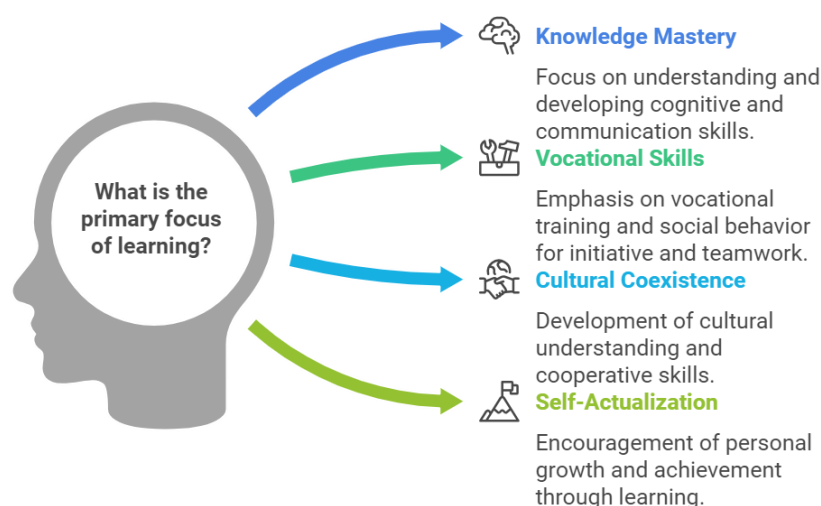 What is the
primary focus
of learning?
Knowledge Mastery
Focus on understanding and
developing cognitive and
communication skills.
Vocational Skills
Emphasis on vocational
training and social behavior
for initiative and teamwork.
Cultural Coexistence
Development of cultural
understanding and
cooperative skills.
Self-Actualization
Encouragement of personal
growth and achievement
through learning.